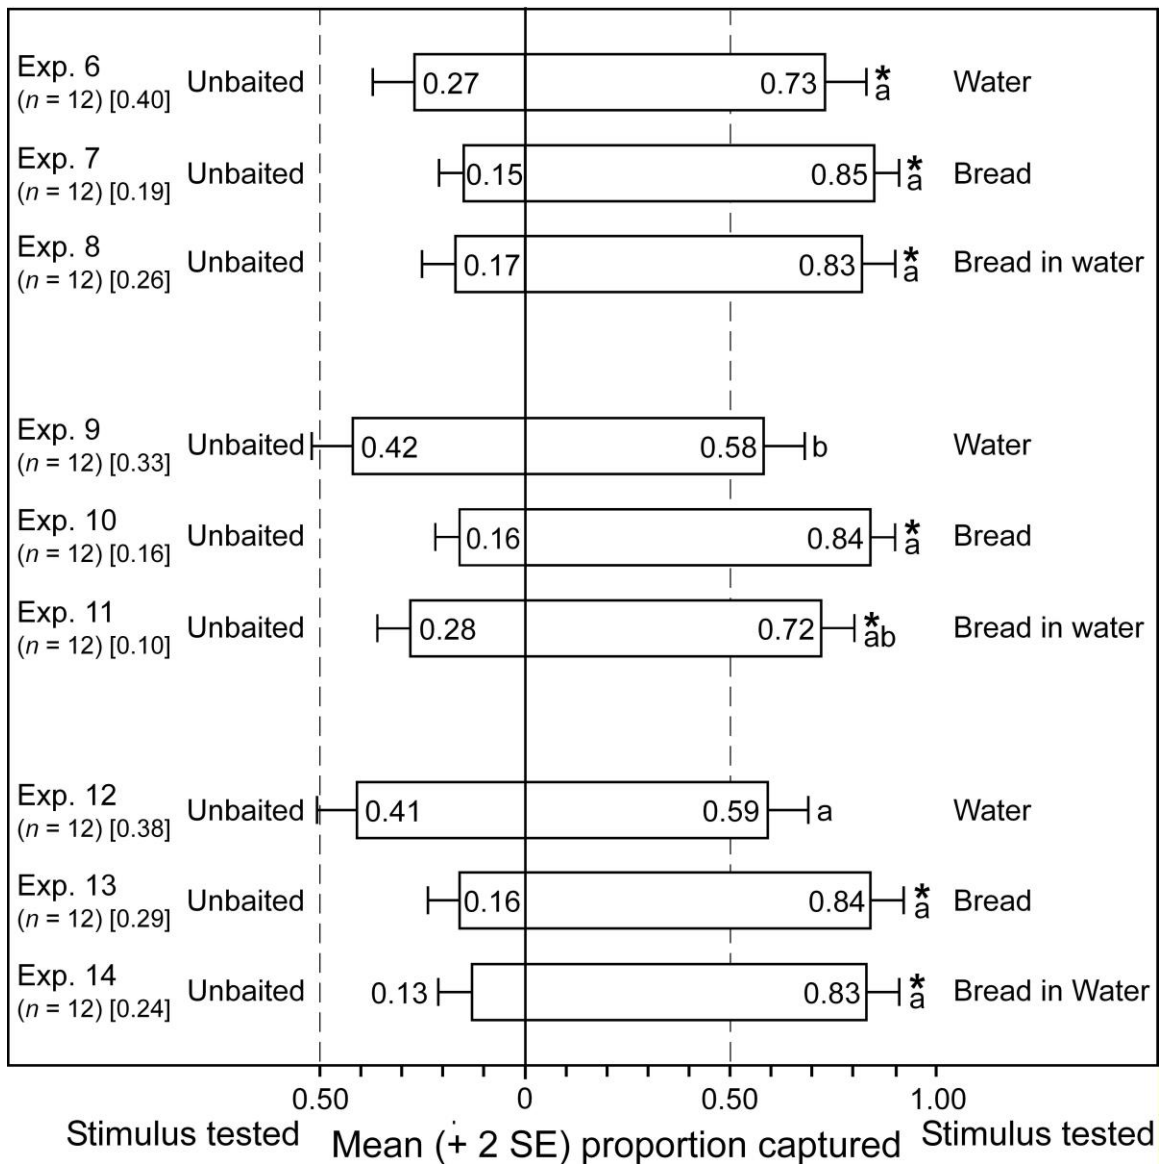 Exp. 6
(n = 12) [0.40] Unbaited 0.27 0.73 * a Water
Exp. 7
(n = 12) [0.19] Unbaited 0.15 0.85 * a Bread
Exp. 8
(n = 12) [0.26] Unbaited 0.17 0.83 * a Bread in water
Exp. 9
(n = 12) [0.33] Unbaited 0.42 0.58 b Water
Exp. 10
(n = 12) [0.16] Unbaited 0.16 0.84 * a Bread
Exp. 11
(n = 12) [0.10] Unbaited 0.28 0.72 * ab Bread in water
Exp. 12
(n = 12) [0.38] Unbaited 0.41 0.59 a Water
Exp. 13
(n = 12) [0.29] Unbaited 0.16 0.84 * a Bread
Exp. 14
(n = 12) [0.24] Unbaited 0.13 0.83 * a Bread in Water
0.50 0 0.50 1.00
Stimulus tested Mean (+ 2 SE) proportion captured Stimulus tested